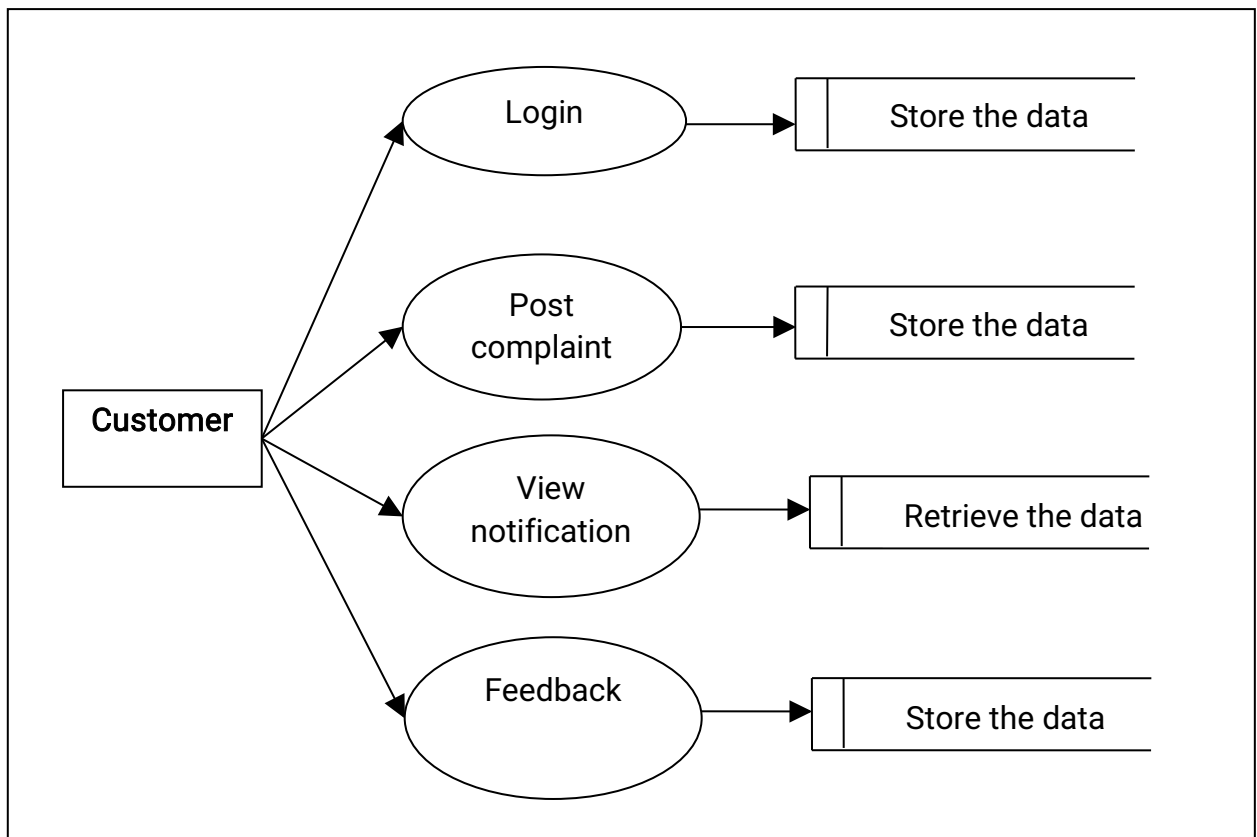 Login
Store the data
Post
complaint
Store the data
Customer
View
notification
Retrieve the data
Feedback
Store the data